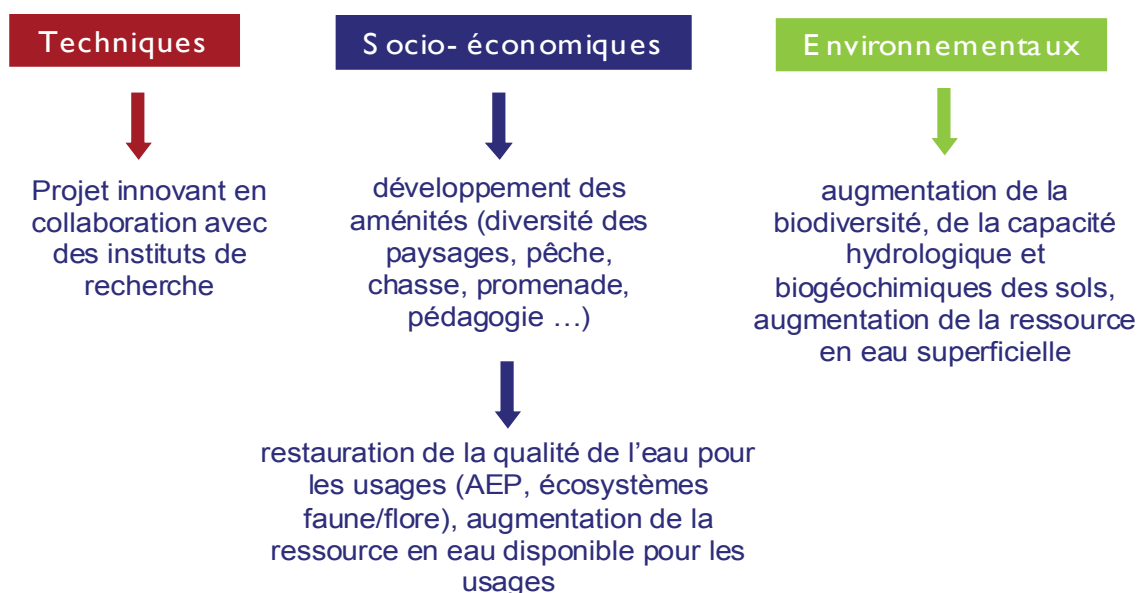 Techniques
Socio- économiques
Environnementaux
Projet innovant en
collaboration avec
des instituts de
recherche
développement des
aménités (diversité des
paysages, pêche,
chasse, promenade,
pédagogie …)
augmentation de la
biodiversité, de la capacité
hydrologique et
biogéochimiques des sols,
augmentation de la ressource
en eau superficielle
restauration de la qualité de l’eau pour
les usages (AEP, écosystèmes
faune/flore), augmentation de la
ressource en eau disponible pour les
usages